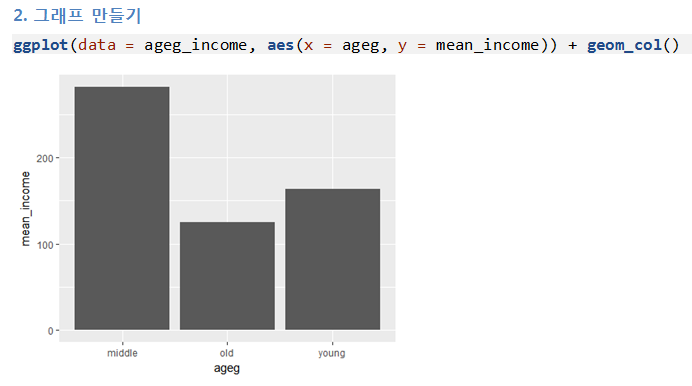 2. 그래프 만들기
ggplot(data = ageg_income, aes(x = ageg, y = mean_income)) + geom_col()
200
100
0
mean_income
middle old young
ageg